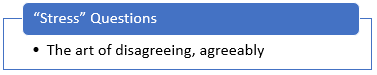 “Stress” Questions
• The art of disagreeing, agreeably